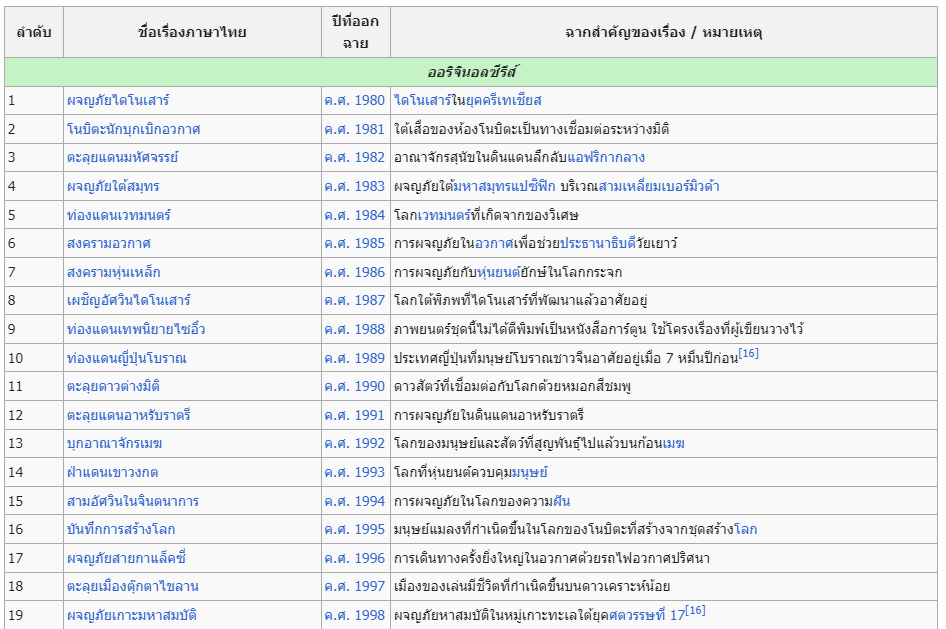 ลำดับ ชื่อเรื่องภาษาไทย ปีที่ออกฉาย ฉากสำคัญของเรื่อง / หมายเหตุ
ออริจินอลซีรีส์
1 ผจญภัยไดโนเสาร์ ค.ศ. 1980 ไดโนเสาร์ในยุคครีเทเชียส
2 โนบิตะนักบุกเบิกอวกาศ ค.ศ. 1981 ใต้เสื่อของห้องโนบิตะเป็นทางเชื่อมต่อระหว่างมิติ
3 ตะลุยแดนมหัศจรรย์ ค.ศ. 1982 อาณาจักรสุนัขในดินแดนลึกลับแอฟริกากลาง
4 ผจญภัยใต้สมุทร ค.ศ. 1983 ผจญภัยใต้มหาสมุทรแปซิฟิก บริเวณสามเหลี่ยมเบอร์มิวด้า
5 ท่องแดนเวทมนตร์ ค.ศ. 1984 โลกเวทมนตร์ที่เกิดจากของวิเศษ
6 สงครามอวกาศ ค.ศ. 1985 การผจญภัยในอวกาศเพื่อช่วยประธานาธิบดีวัยเยาว์
7 สงครามหุ่นเหล็ก ค.ศ. 1986 การผจญภัยกับหุ่นยนต์ยักษ์ในโลกกระจก
8 เผชิญอัศวินไดโนเสาร์ ค.ศ. 1987 โลกใต้พิภพที่ไดโนเสาร์ที่พัฒนาแล้วอาศัยอยู่
9 ท่องแดนเทพนิยายไซอิ๋ว ค.ศ. 1988 ภาพยนตร์ชุดนี้ไม่ได้ตีพิมพ์เป็นหนังสือการ์ตูน ใช้โครงเรื่องที่ผู้เขียนวางไว้
10 ท่องแดนญี่ปุ่นโบราณ ค.ศ. 1989 ประเทศญี่ปุ่นที่มนุษย์โบราณชาวจีนอาศัยอยู่เมื่อ 7 หมื่นปีก่อน[16]
11 ตะลุยดาวต่างมิติ ค.ศ. 1990 ดาวสัตว์ที่เชื่อมต่อกับโลกด้วยหมอกสีชมพู
12 ตะลุยแดนอาหรับราตรี ค.ศ. 1991 การผจญภัยในดินแดนอาหรับราตรี
13 บุกอาณาจักรเมฆ ค.ศ. 1992 โลกของมนุษย์และสัตว์ที่สูญพันธุ์ไปแล้วบนก้อนเมฆ
14 ฝ่าแดนเขาวงกต ค.ศ. 1993 โลกที่หุ่นยนต์ควบคุมมนุษย์
15 สามอัศวินในจินตนาการ ค.ศ. 1994 การผจญภัยในโลกของความฝัน
16 บันทึกการสร้างโลก ค.ศ. 1995 มนุษย์แมลงที่กำเนิดขึ้นในโลกของโนบิตะที่สร้างจากชุดสร้างโลก
17 ผจญภัยสายกาแล็คซี่ ค.ศ. 1996 การเดินทางครั้งยิ่งใหญ่ในอวกาศด้วยรถไฟอวกาศปริศนา
18 ตะลุยเมืองตุ๊กตาไขลาน ค.ศ. 1997 เมืองของเล่นมีชีวิตที่กำเนิดขึ้นบนดาวเคราะห์น้อย
19 ผจญภัยเกาะมหาสมบัติ ค.ศ. 1998 ผจญภัยหาสมบัติในหมู่เกาะทะเลใต้ยุคศตวรรษที่ 17[16]